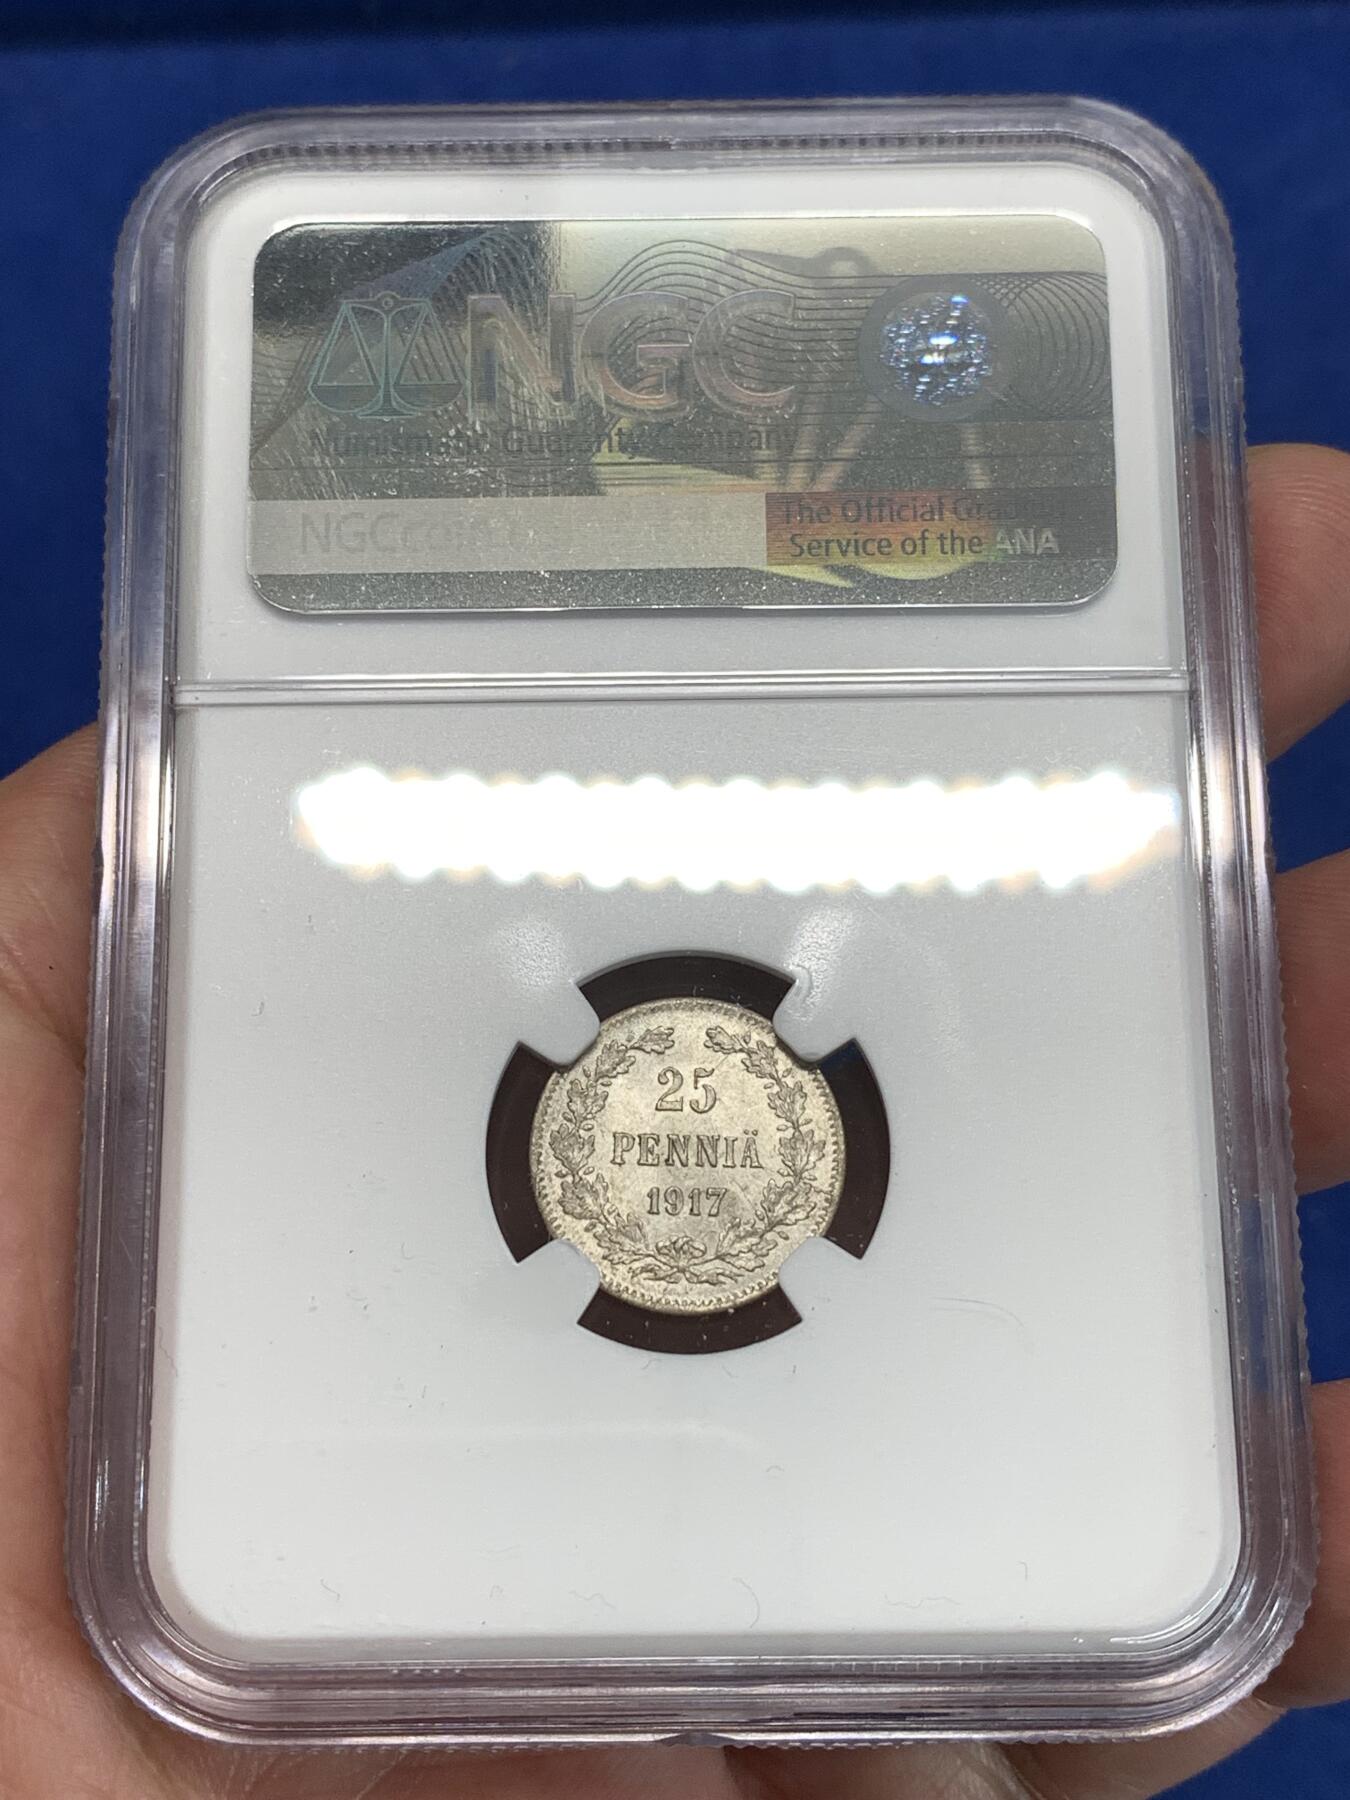 NGC
Numismatic Guaranty Company
The Official Grading
Service of the ANA
25
PENNIÄ
1917